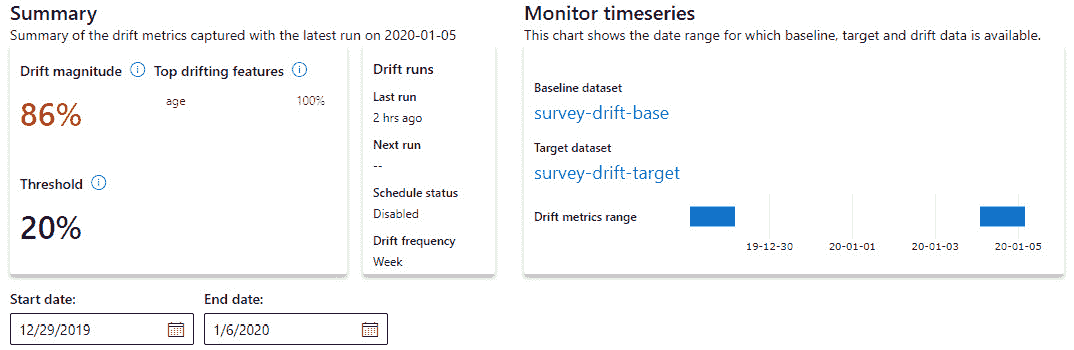 Summary
Summary of the drift metrics captured with the latest run on 2020-01-05
Drift magnitude
86%
Top drifting features
age 100%
Threshold
20%
Drift runs
Last run
2 hrs ago
Next run
--
Schedule status
Disabled
Drift frequency
Week
Monitor timeseries
This chart shows the date range for which baseline, target and drift data is available.
Baseline dataset
survey-drift-base
Target dataset
survey-drift-target
Drift metrics range
19-12-30 20-01-01 20-01-03 20-01-05
Start date: End date:
12/29/2019 1/6/2020